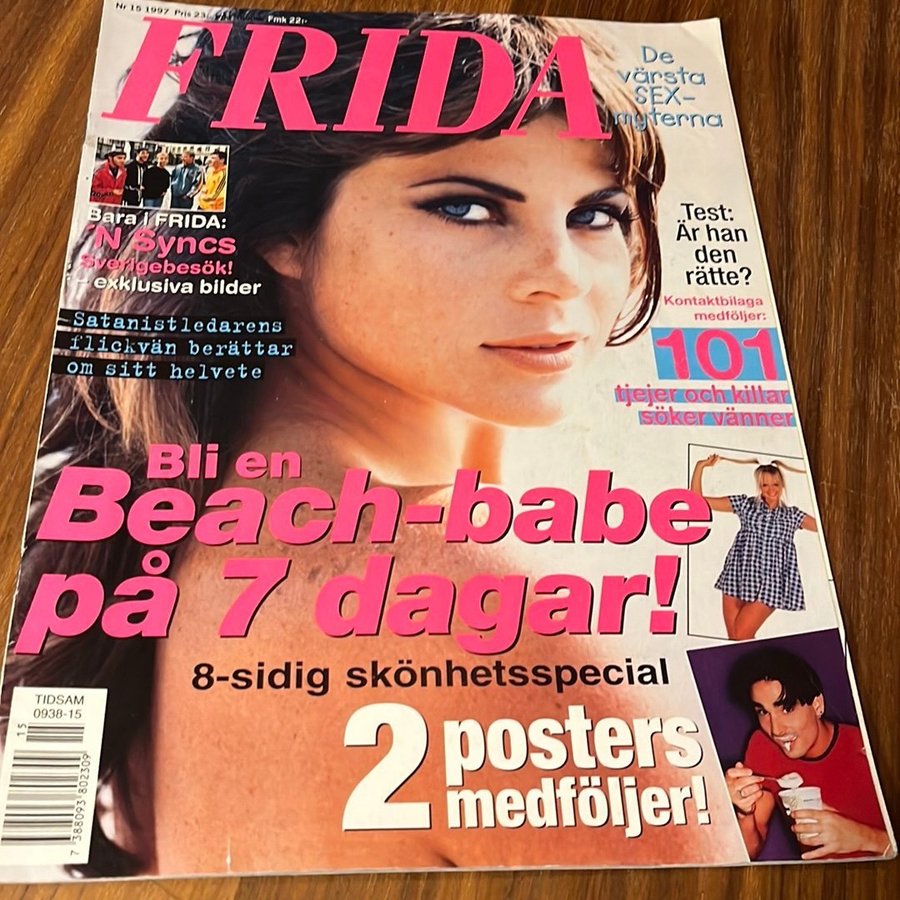 Nr 15 1997 Pris 23:- Fmk 22:-
FRIDA
De
värsta
SEX-
myterna
Bara i FRIDA:
'N Syncs
Sverigebesök!
- exklusiva bilder
Satanistledarens
flickvän berättar
om sitt helvete
Test:
Är han
den
rätte?
Kontaktbilaga
medföljer:
101
tjejer och killar
söker vänner
Bli en
Beach-babe
på 7 dagar!
8-sidig skönhetsspecial
2 posters
medföljer!
TIDSAM
0938-15
15
7 388093 802309